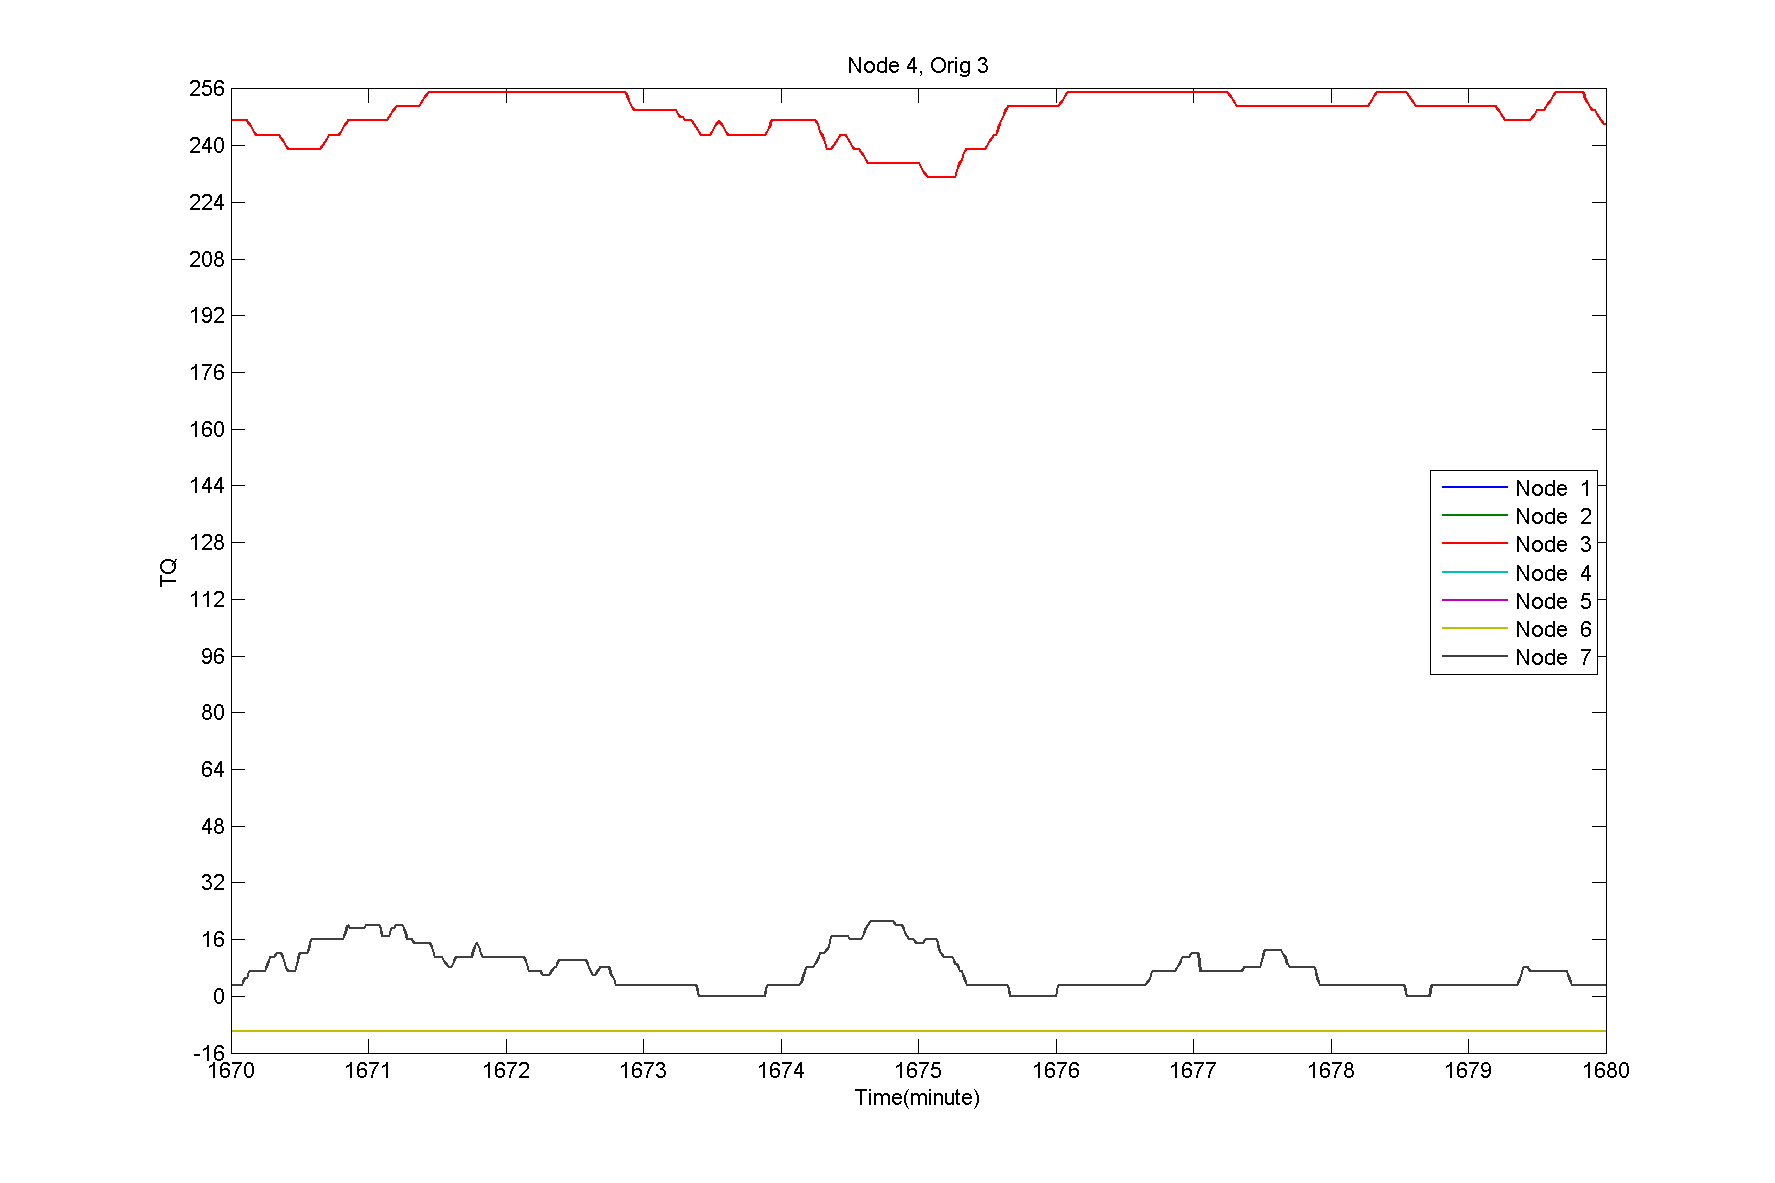 Node 4, Orig 3
256
240
224
208
192
176
160
144
128
112
96
80
64
48
32
16
0
-16
TQ
Node 1
Node 2
Node 3
Node 4
Node 5
Node 6
Node 7
1670 1671 1672 1673 1674 1675 1676 1677 1678 1679 1680
Time(minute)